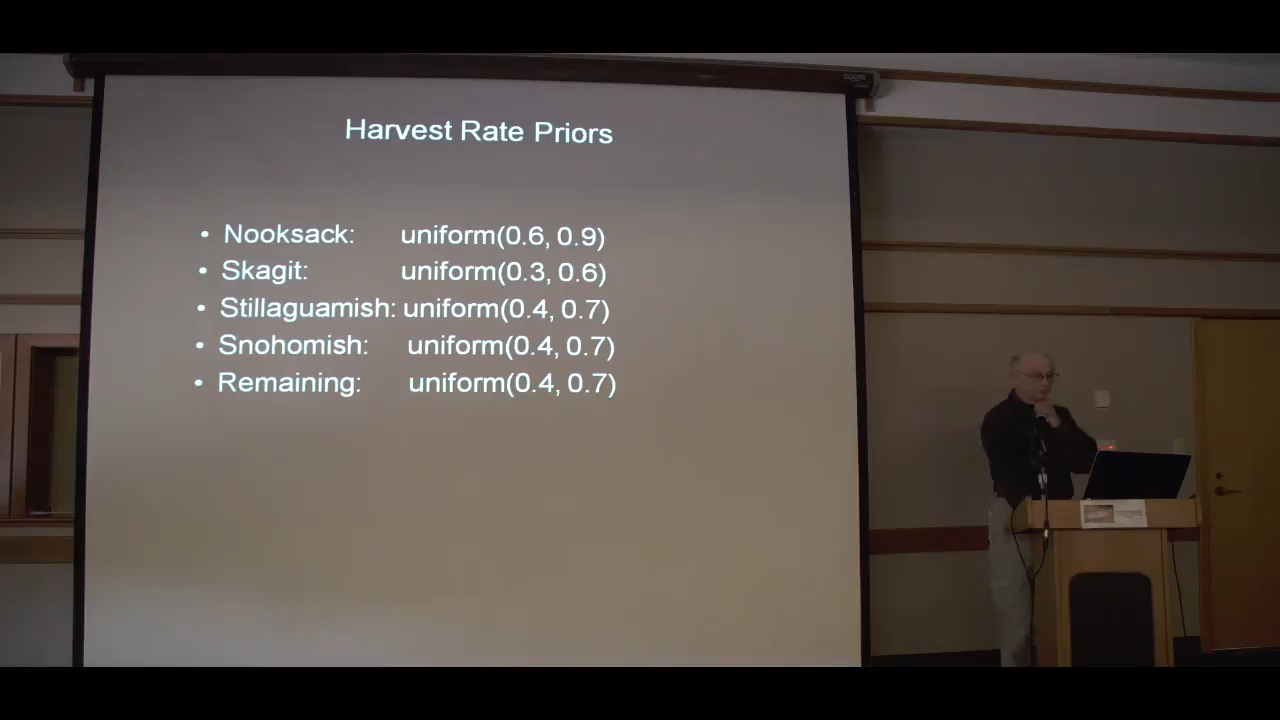 Harvest Rate Priors
• Nooksack: uniform(0.6, 0.9)
• Skagit: uniform(0.3, 0.6)
• Stillaguamish: uniform(0.4, 0.7)
• Snohomish: uniform(0.4, 0.7)
• Remaining: uniform(0.4, 0.7)